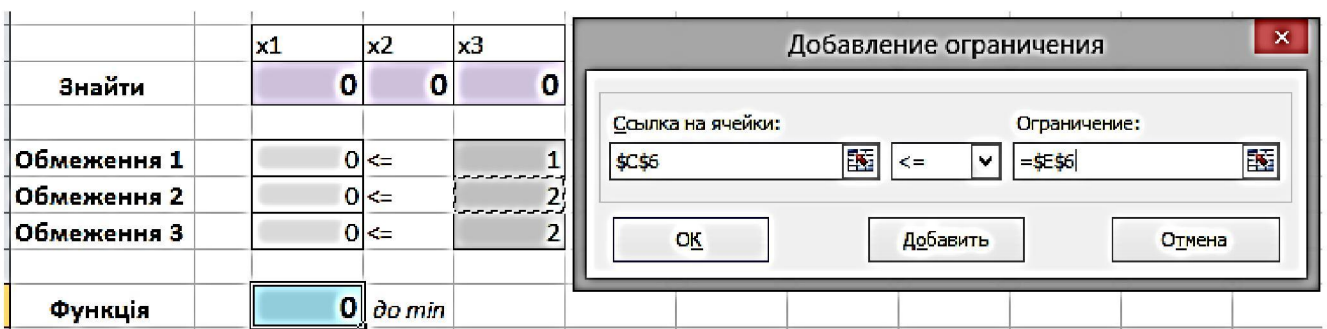 x1 x2 x3
Знайти 0 0 0
Обмеження 1 0 <= 1
Обмеження 2 0 <= 2
Обмеження 3 0 <= 2
Функція 0 до min
Добавление ограничения
Ссылка на ячейки: Ограничение:
$C$6 <= =$E$6
ОК Добавить Отмена